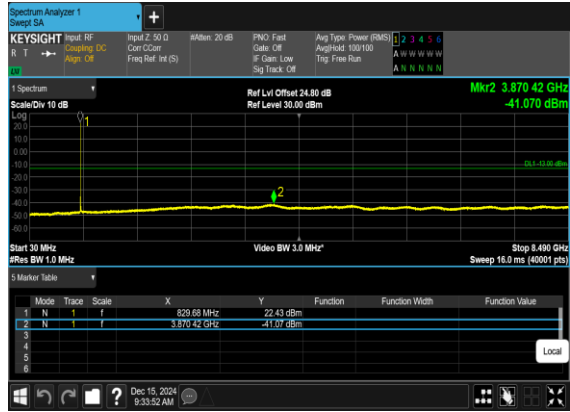 Spectrum Analyzer 1
Swept SA
+
KEYSIGHT Input: RF Input Z: 50 Ω #Atten: 20 dB PNO: Fast Avg Type: Power (RMS) 1 2 3 4 5 6
R T Coupling: DC Corr CCorr Gate: Off Avg|Hold: 100/100 A W W W W W
Align: Off Freq Ref: Int (S) IF Gain: Low Trig: Free Run A N N N N N
Sig Track: Off
LXI
1 Spectrum Ref Lvl Offset 24.80 dB Mkr2 3.870 42 GHz
Scale/Div 10 dB Ref Level 30.00 dBm -41.070 dBm
Log
20.0
10.0
0.00
-10.0
-20.0
-30.0
-40.0
-50.0
-60.0
1
2
DL1 -13.00 dBm
Start 30 MHz Video BW 3.0 MHz* Stop 8.490 GHz
#Res BW 1.0 MHz Sweep 16.0 ms (40001 pts)
5 Marker Table
Mode Trace Scale X Y Function Function Width Function Value
1 N 1 f 829.68 MHz 22.43 dBm
2 N 1 f 3.870 42 GHz -41.07 dBm
3
4
5
6
Local
? Dec 15, 2024
9:33:52 AM